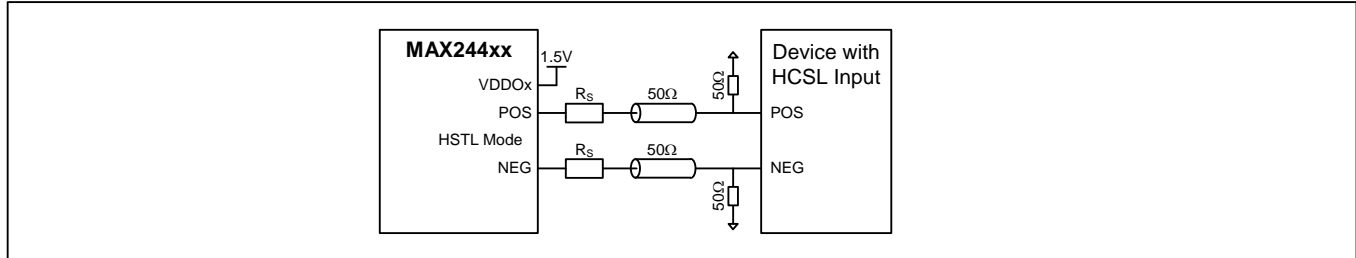 MAX244xx
1.5V
VDDOx
POS
HSTL Mode
NEG
RS
50Ω
RS
50Ω
50Ω
50Ω
Device with
HCSL Input
POS
NEG